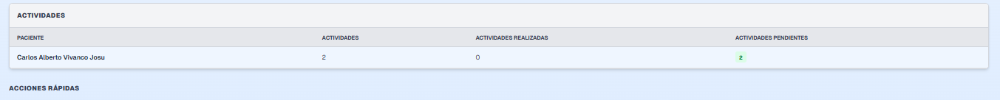 ACTIVIDADES
PACIENTE ACTIVIDADES ACTIVIDADES REALIZADAS ACTIVIDADES PENDIENTES
Carlos Alberto Vivanco Josu 2 0 2
ACCIONES RÁPIDAS